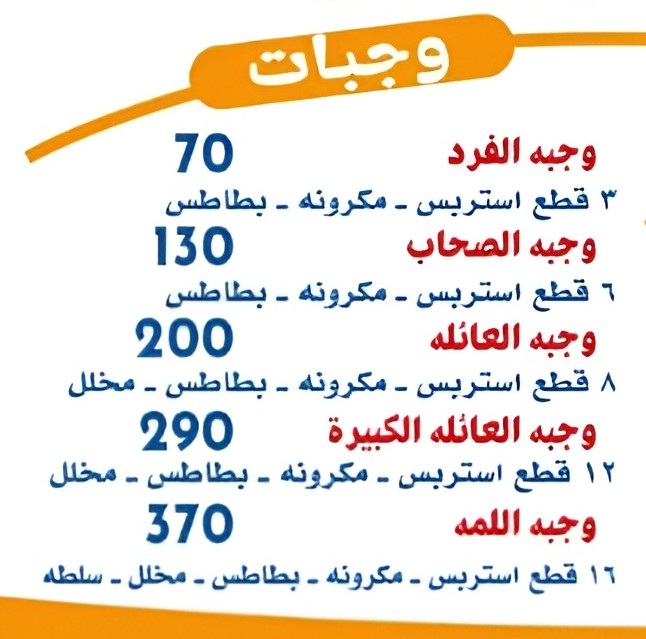 وجبات
وجبه الفرد 70
٣ قطع استربس - مكرونه - بطاطس
وجبه الصحاب 130
٦ قطع استربس - مكرونه - بطاطس
وجبه العائله 200
٨ قطع استربس - مكرونه - بطاطس - مخلل
وجبه العائله الكبيرة 290
١٢ قطع استربس - مكرونه - بطاطس - مخلل
وجبه اللمه 370
١٦ قطع استربس - مكرونه - بطاطس - مخلل - سلطه